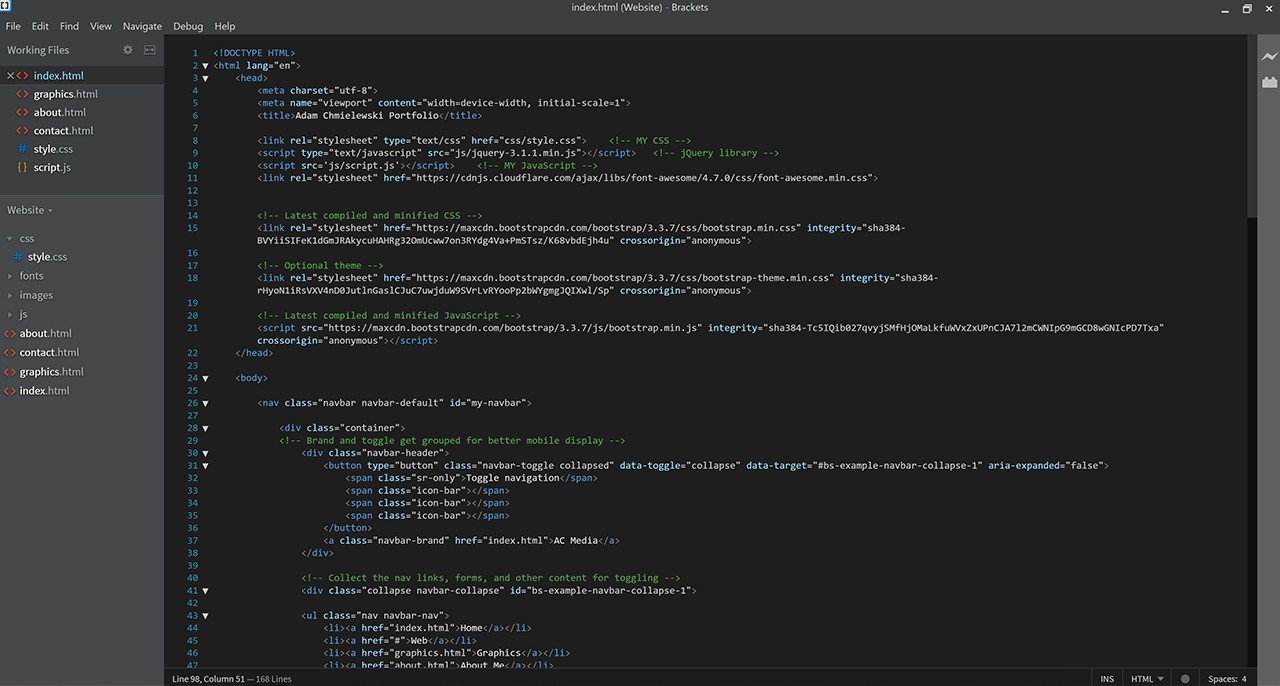 index.html (Website) - Brackets
File Edit Find View Navigate Debug Help
Working Files
index.html
graphics.html
about.html
contact.html
# style.css
{} script.js
Website
css
# style.css
fonts
images
js
about.html
contact.html
graphics.html
index.html
1 <!DOCTYPE HTML>
2 <html lang="en">
3 <head>
4 <meta charset="utf-8">
5 <meta name="viewport" content="width=device-width, initial-scale=1">
6 <title>Adam Chmielewski Portfolio</title>
7
8 <link rel="stylesheet" type="text/css" href="css/style.css"> <!-- MY CSS -->
9 <script type="text/javascript" src="js/jquery-3.1.1.min.js"></script> <!-- jQuery library -->
10 <script src='js/script.js'></script> <!-- MY JavaScript -->
11 <link rel="stylesheet" href="https://cdnjs.cloudflare.com/ajax/libs/font-awesome/4.7.0/css/font-awesome.min.css">
12
13
14 <!-- Latest compiled and minified CSS -->
15 <link rel="stylesheet" href="https://maxcdn.bootstrapcdn.com/bootstrap/3.3.7/css/bootstrap.min.css" integrity="sha384-
BVYiiSIFeK1dGmJRAkycuHAHRg32OmUcww7on3RYdg4Va+PmSTsz/K68vbdEjh4u" crossorigin="anonymous">
16
17 <!-- Optional theme -->
18 <link rel="stylesheet" href="https://maxcdn.bootstrapcdn.com/bootstrap/3.3.7/css/bootstrap-theme.min.css" integrity="sha384-
rHyoN1iRsVXV4nD0JutlnGaslCJuC7uwjduW9SVrLvRYooPp2bWYgmgJQIXwl/Sp" crossorigin="anonymous">
19
20 <!-- Latest compiled and minified JavaScript -->
21 <script src="https://maxcdn.bootstrapcdn.com/bootstrap/3.3.7/js/bootstrap.min.js" integrity="sha384-Tc5IQib027qvyjSMfHjOMaLkfuWVxZxUPnCJA7l2mCWNIpG9mGCD8wGNIcPD7Txa"
crossorigin="anonymous"></script>
22 </head>
23
24 <body>
25
26 <nav class="navbar navbar-default" id="my-navbar">
27
28 <div class="container">
29 <!-- Brand and toggle get grouped for better mobile display -->
30 <div class="navbar-header">
31 <button type="button" class="navbar-toggle collapsed" data-toggle="collapse" data-target="#bs-example-navbar-collapse-1" aria-expanded="false">
32 <span class="sr-only">Toggle navigation</span>
33 <span class="icon-bar"></span>
34 <span class="icon-bar"></span>
35 <span class="icon-bar"></span>
36 </button>
37 <a class="navbar-brand" href="index.html">AC Media</a>
38 </div>
39
40 <!-- Collect the nav links, forms, and other content for toggling -->
41 <div class="collapse navbar-collapse" id="bs-example-navbar-collapse-1">
42
43 <ul class="nav navbar-nav">
44 <li><a href="index.html">Home</a></li>
45 <li><a href="#">Web</a></li>
46 <li><a href="graphics.html">Graphics</a></li>
47 <li><a href="about.html">About Me</a></li>
Line 98, Column 51 — 168 Lines
INS HTML Spaces: 4